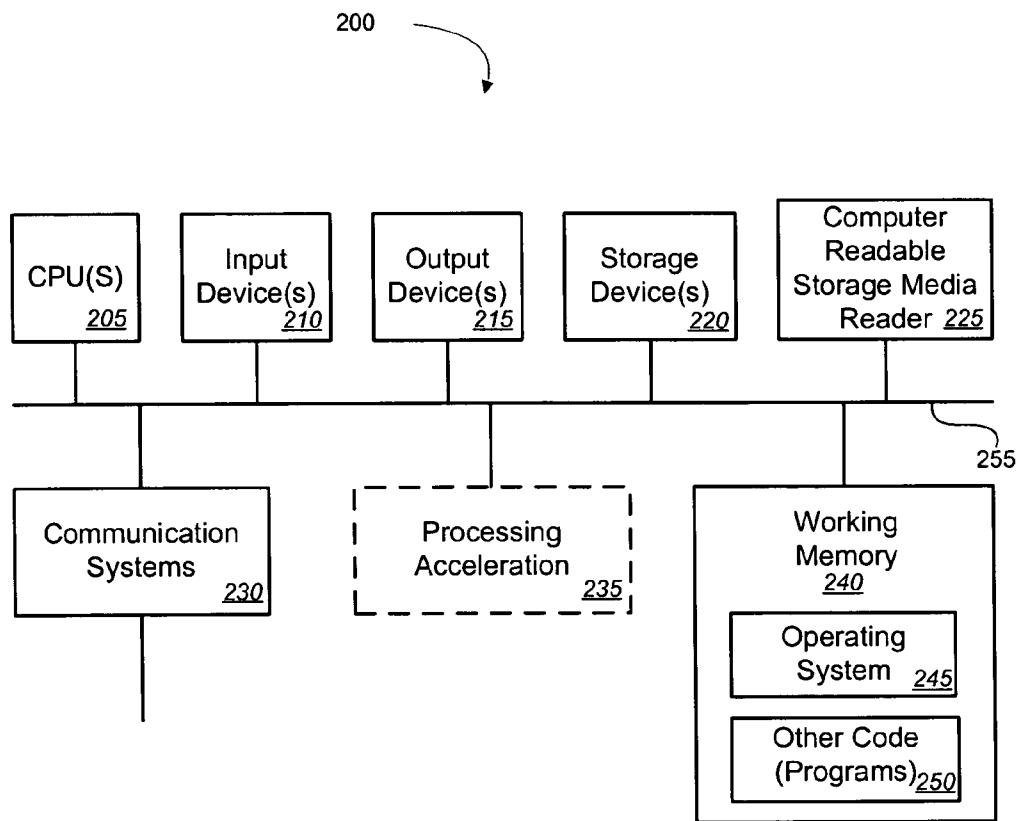 200
CPU(S)
205
Input
Device(s)
210
Output
Device(s)
215
Storage
Device(s)
220
Computer
Readable
Storage Media
Reader 225
255
Communication
Systems
230
Processing
Acceleration
235
Working
Memory
240
Operating
System
245
Other Code
(Programs)
250